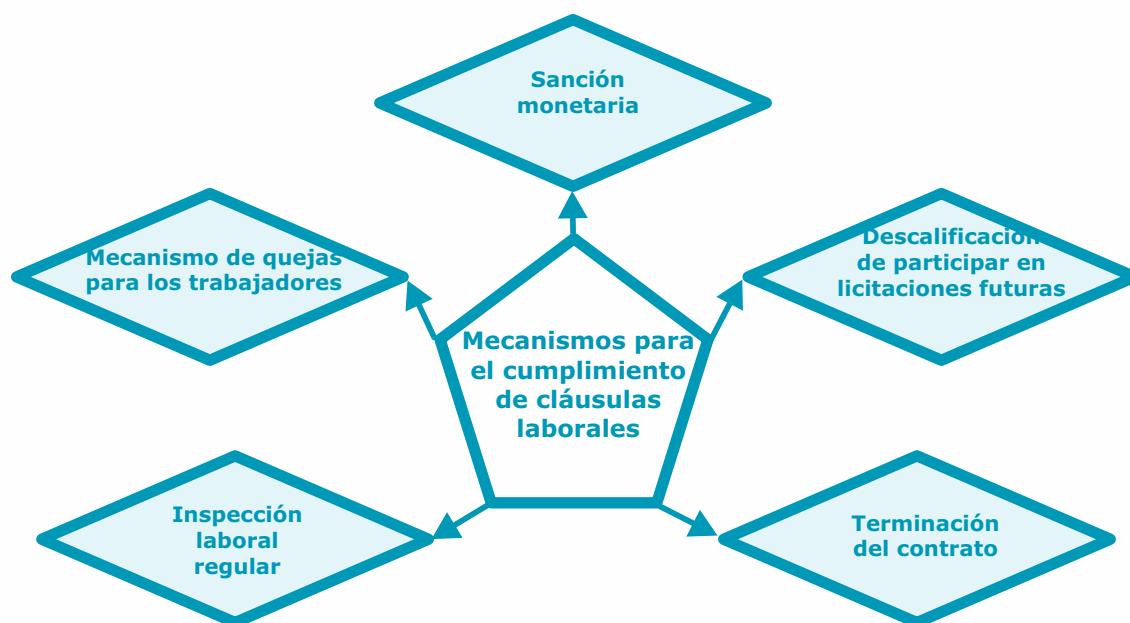 Sanción
monetaria
Mecanismo de quejas
para los trabajadores
Descalificación
de participar en
licitaciones futuras
Mecanismos para
el cumplimiento
de cláusulas
laborales
Inspección
laboral
regular
Terminación
del contrato